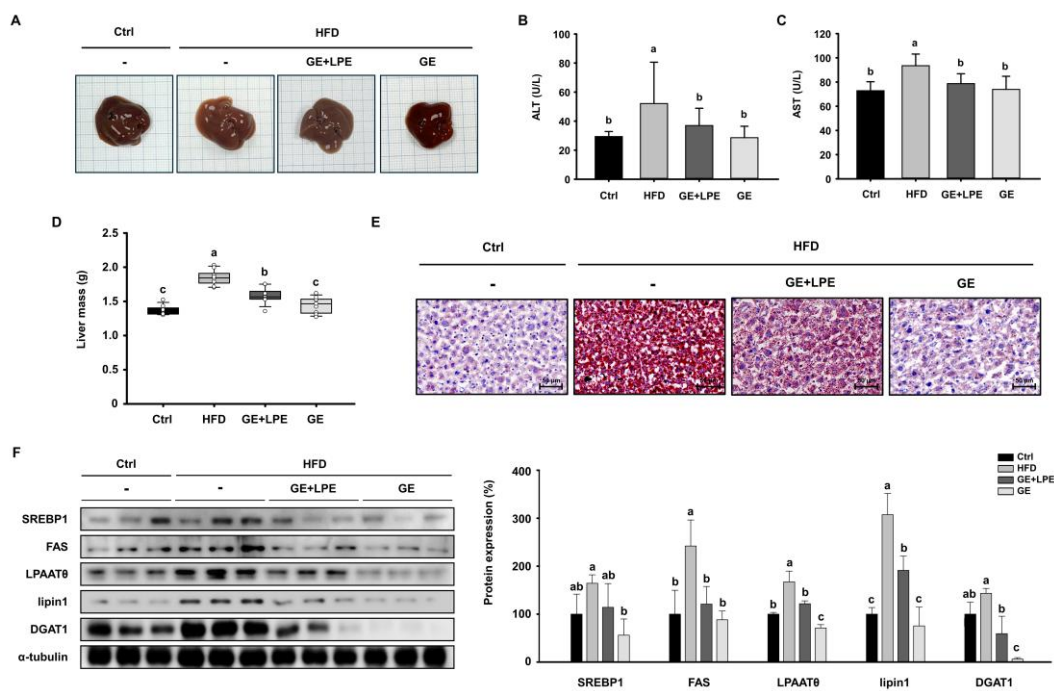 A
Ctrl
HFD
-
-
GE+LPE
GE
B
ALT (U/L)
100
80
60
40
20
0
b
a
b
b
Ctrl
HFD
GE+LPE
GE
C
AST (U/L)
120
100
80
60
40
20
0
b
a
b
b
Ctrl
HFD
GE+LPE
GE
D
Liver mass (g)
2.5
2.0
1.5
1.0
0.5
0
c
a
b
c
Ctrl
HFD
GE+LPE
GE
E
Ctrl
HFD
-
-
GE+LPE
GE
50 µm
50 µm
50 µm
F
Ctrl
HFD
-
-
GE+LPE
GE
SREBP1
FAS
LPAATθ
lipin1
DGAT1
α-tubulin
Protein expression (%)
400
300
200
100
0
Ctrl
HFD
GE+LPE
GE
ab a ab b
b a b b
b a b c
c a b c
ab a b c
SREBP1
FAS
LPAATθ
lipin1
DGAT1